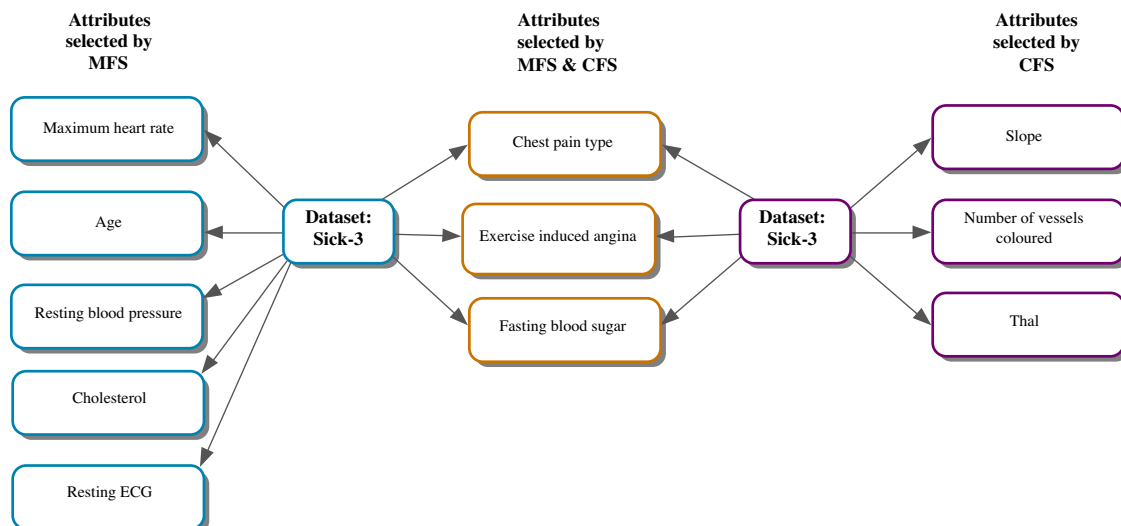 Attributes
selected by
MFS
Attributes
selected by
MFS & CFS
Attributes
selected by
CFS
Maximum heart rate
Age
Resting blood pressure
Cholesterol
Resting ECG
Dataset:
Sick-3
Chest pain type
Exercise induced angina
Fasting blood sugar
Dataset:
Sick-3
Slope
Number of vessels
coloured
Thal